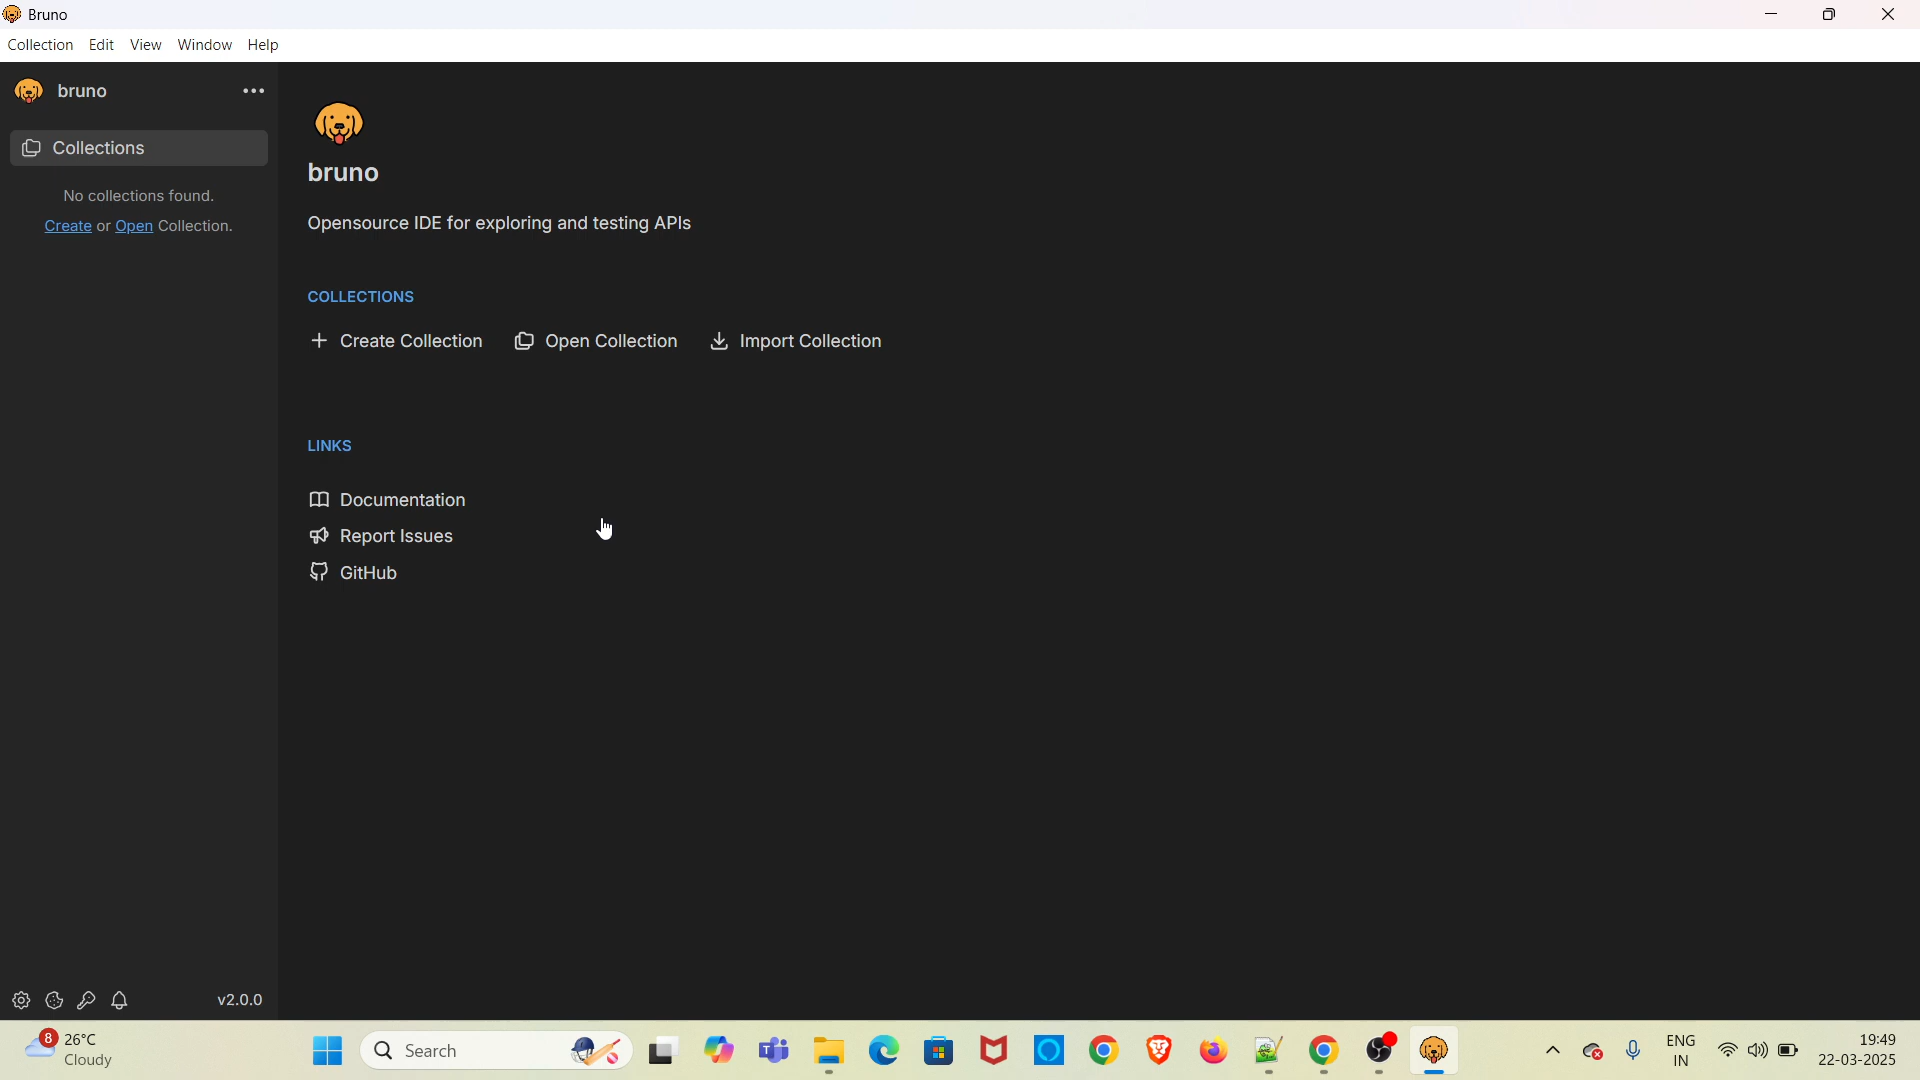 Bruno
Collection Edit View Window Help
bruno
Collections
No collections found.
Create or Open Collection.
bruno
Opensource IDE for exploring and testing APIs
COLLECTIONS
Create Collection Open Collection Import Collection
LINKS
Documentation
Report Issues
GitHub
v2.0.0
8
26°C
Cloudy
Search
ENG
IN
19:49
22-03-2025